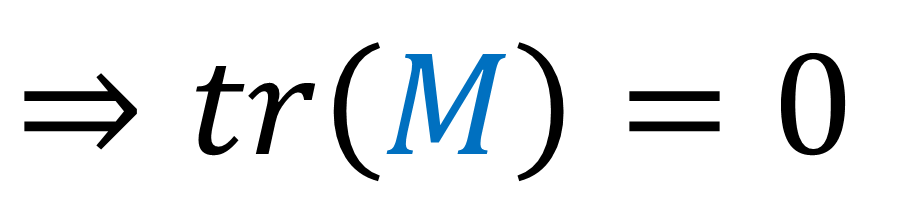 ⇒ tr(M) = 0